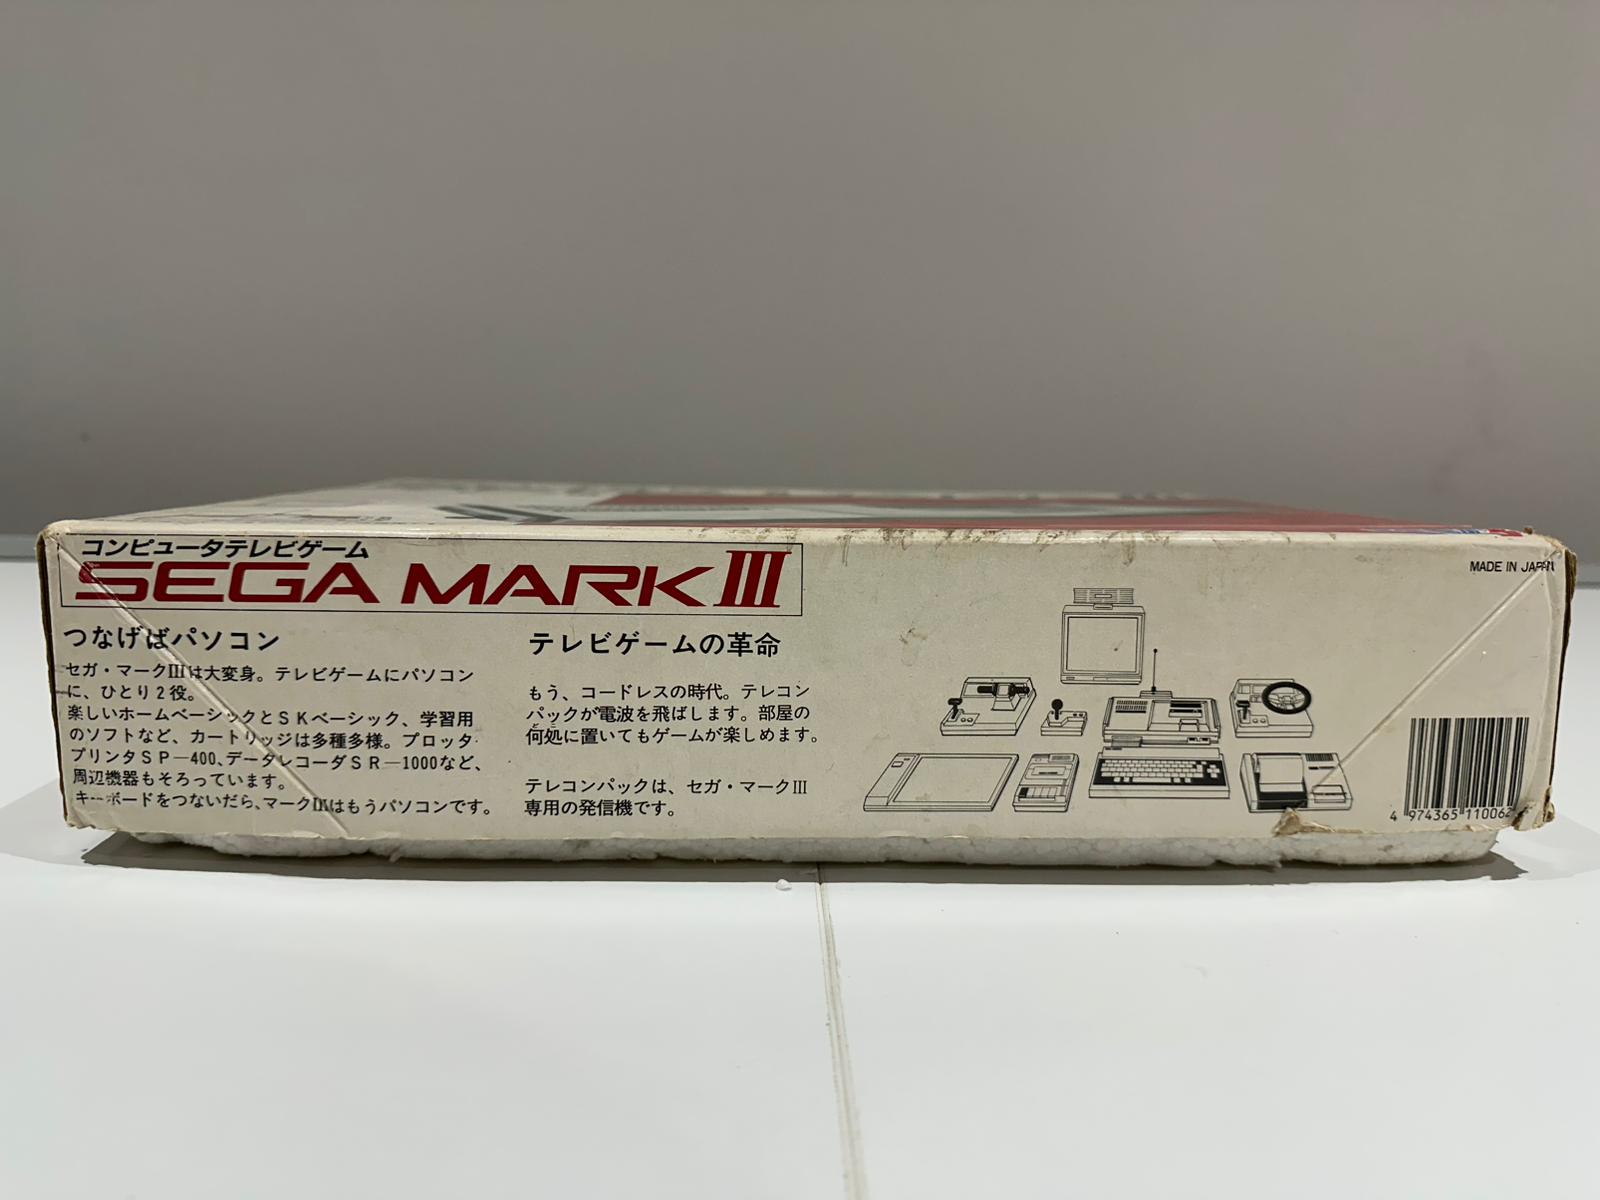 コンピュータテレビゲーム
SEGA MARK III
つなげばパソコン
セガ・マークIIIは大変身。テレビゲームにパソコン
に、ひとり2役。
楽しいホームベーシックとSKベーシック、学習用
のソフトなど、カートリッジは多種多様。プロッタ・
プリンタSP-400、データレコーダSR-1000など、
周辺機器もそろっています。
キーボードをつないだら、マークIIIはもうパソコンです。
テレビゲームの革命
もう、コードレスの時代。テレコン
パックが電波を飛ばします。部屋の
何処に置いてもゲームが楽しめます。
テレコンパックは、セガ・マークIII
専用の発信機です。
MADE IN JAPAN
4 974365 110062